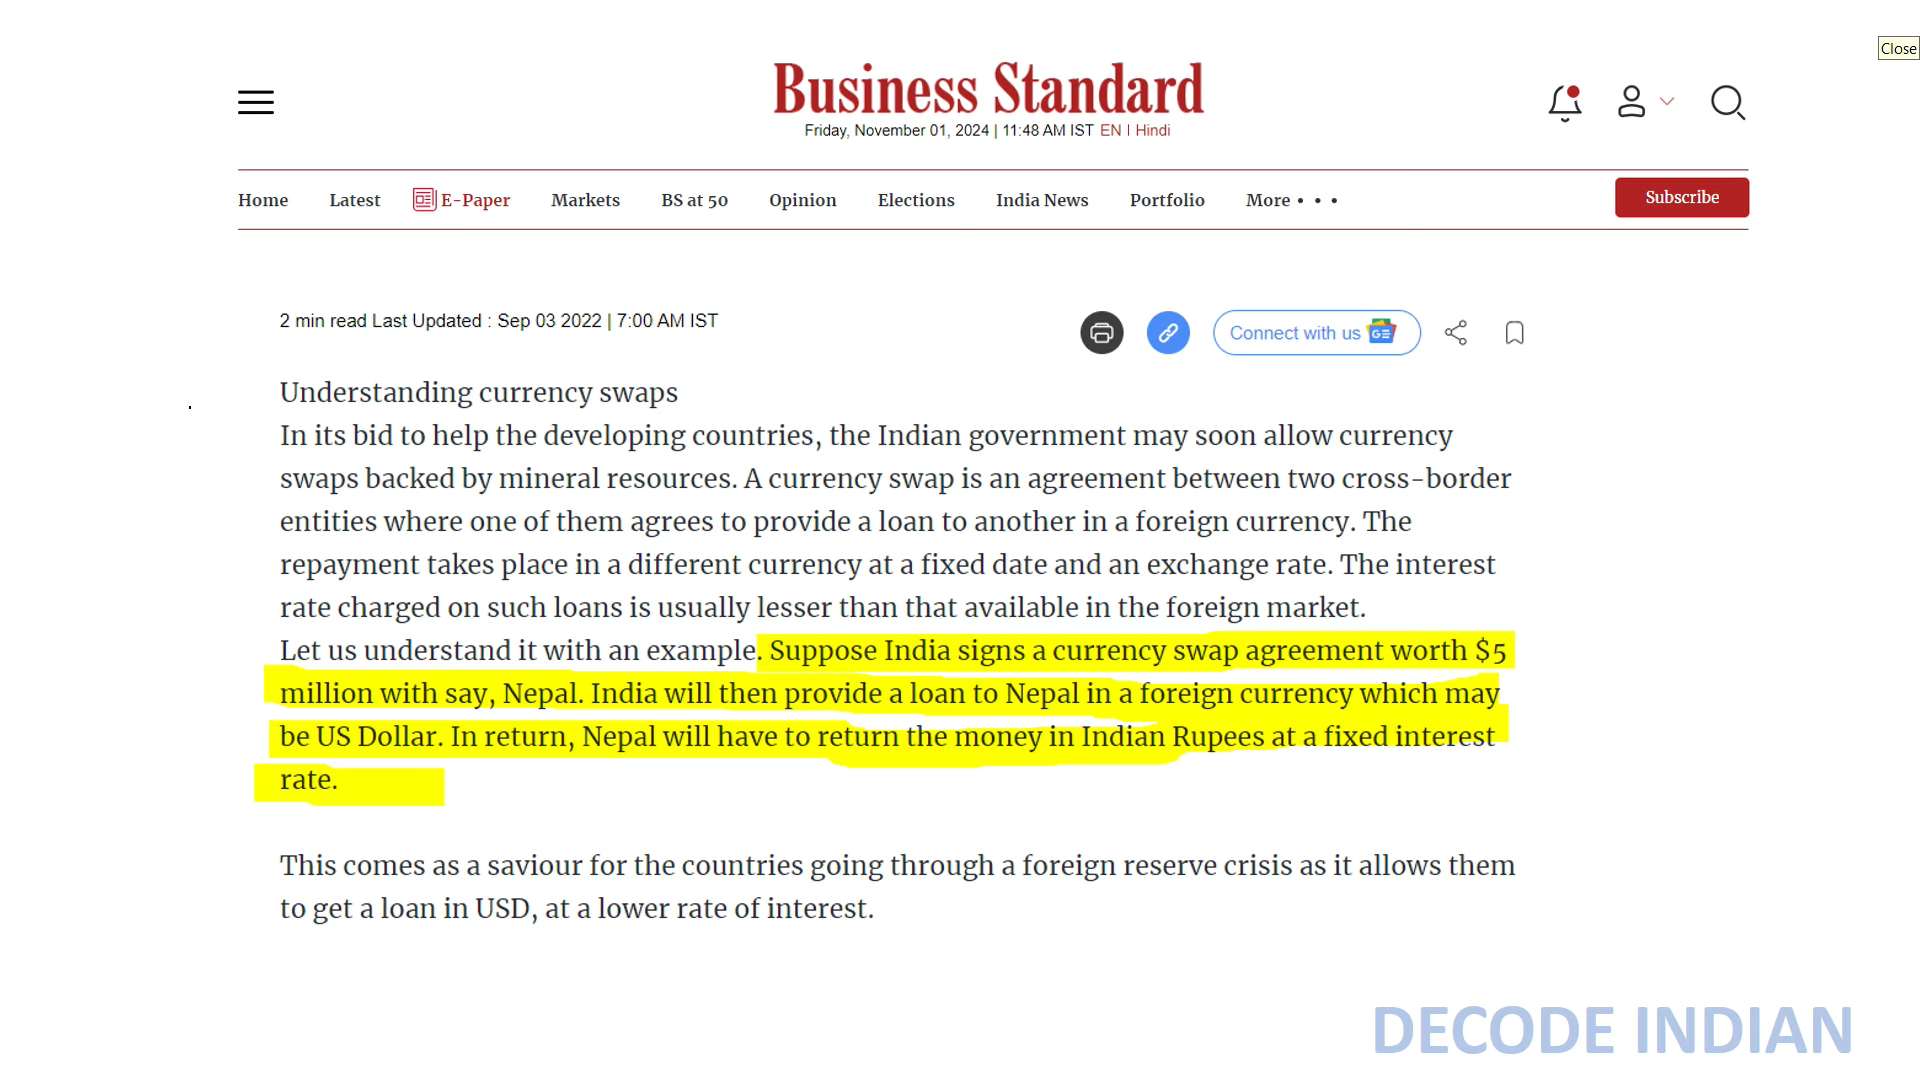 Close
Business Standard
Friday, November 01, 2024 | 11:48 AM IST EN | Hindi
Home Latest E-Paper Markets BS at 50 Opinion Elections India News Portfolio More • • • Subscribe
2 min read Last Updated : Sep 03 2022 | 7:00 AM IST
Connect with us GE
Understanding currency swaps
In its bid to help the developing countries, the Indian government may soon allow currency
swaps backed by mineral resources. A currency swap is an agreement between two cross-border
entities where one of them agrees to provide a loan to another in a foreign currency. The
repayment takes place in a different currency at a fixed date and an exchange rate. The interest
rate charged on such loans is usually lesser than that available in the foreign market.
Let us understand it with an example. Suppose India signs a currency swap agreement worth $5
million with say, Nepal. India will then provide a loan to Nepal in a foreign currency which may
be US Dollar. In return, Nepal will have to return the money in Indian Rupees at a fixed interest
rate.
This comes as a saviour for the countries going through a foreign reserve crisis as it allows them
to get a loan in USD, at a lower rate of interest.
DECODE INDIAN